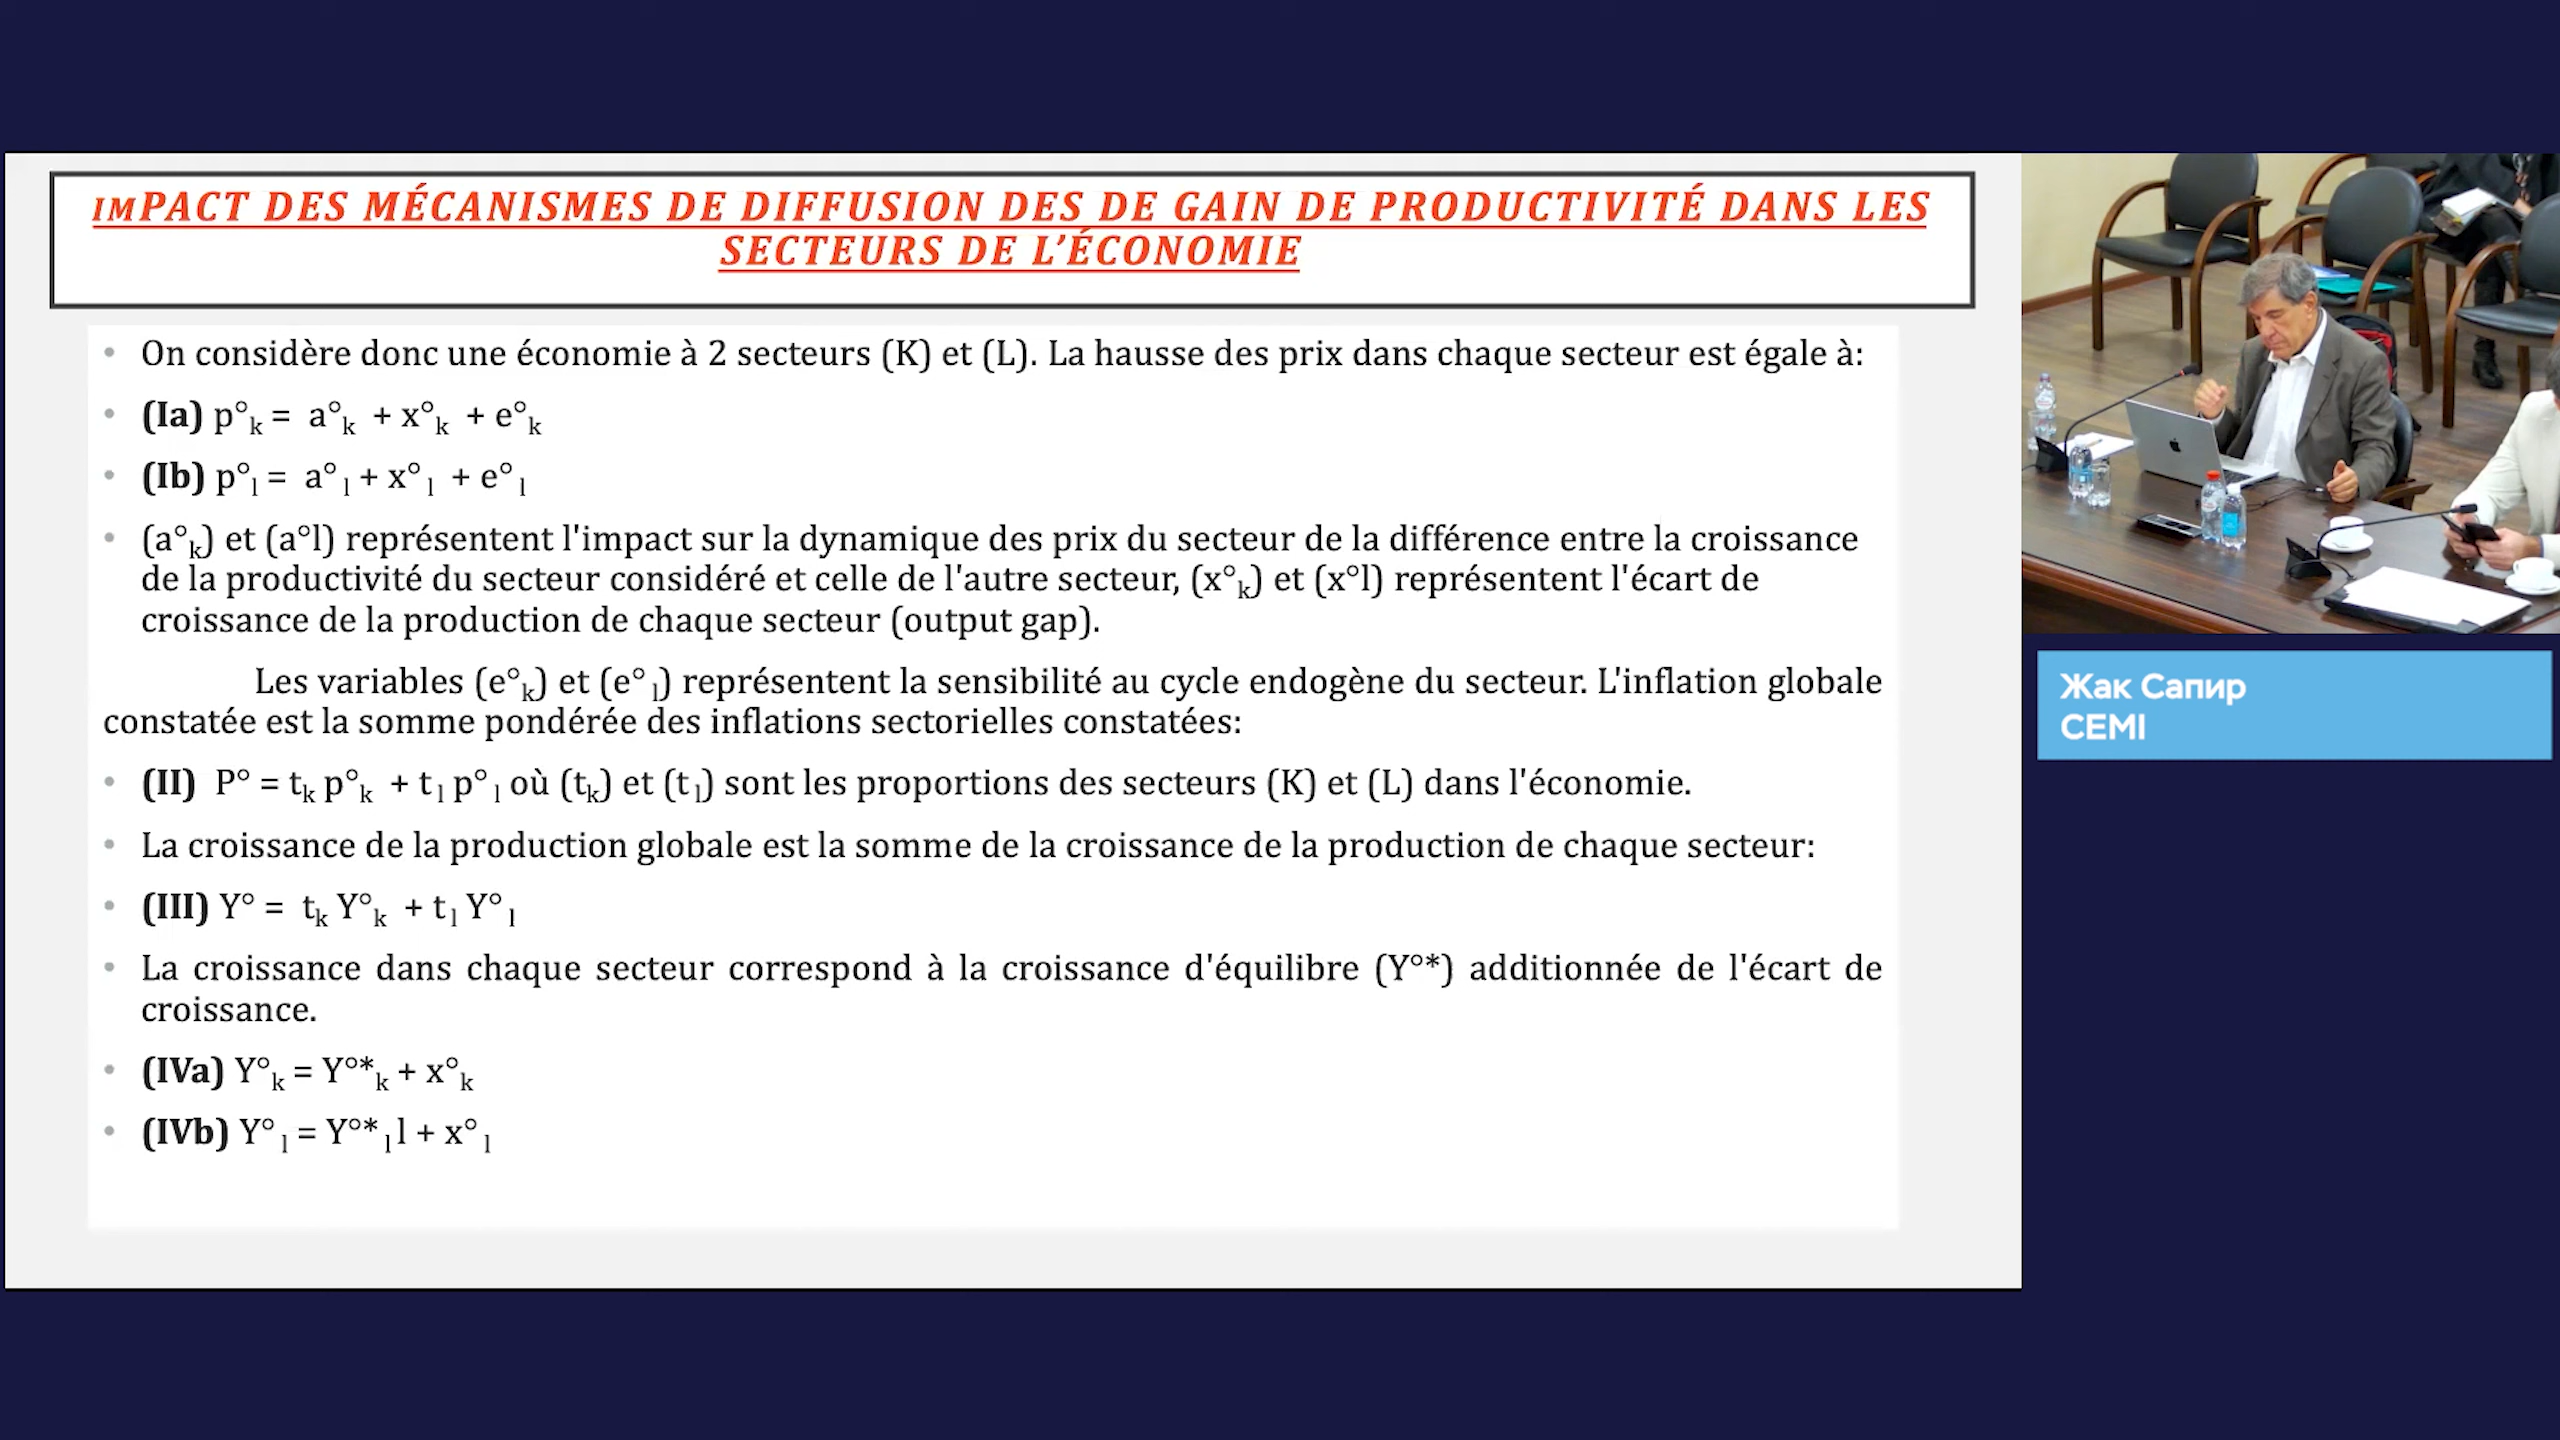 IMPACT DES MÉCANISMES DE DIFFUSION DES DE GAIN DE PRODUCTIVITÉ DANS LES
SECTEURS DE L’ÉCONOMIE
• On considère donc une économie à 2 secteurs (K) et (L). La hausse des prix dans chaque secteur est égale à:
• (Ia) p°k = a°k + x°k + e°k
• (Ib) p°l = a°l + x°l + e°l
• (a°k) et (a°l) représentent l'impact sur la dynamique des prix du secteur de la différence entre la croissance
de la productivité du secteur considéré et celle de l'autre secteur, (x°k) et (x°l) représentent l'écart de
croissance de la production de chaque secteur (output gap).
Les variables (e°k) et (e°l) représentent la sensibilité au cycle endogène du secteur. L'inflation globale
constatée est la somme pondérée des inflations sectorielles constatées:
• (II) P° = tk p°k + tl p°l où (tk) et (tl) sont les proportions des secteurs (K) et (L) dans l'économie.
• La croissance de la production globale est la somme de la croissance de la production de chaque secteur:
• (III) Y° = tk Y°k + tl Y°l
• La croissance dans chaque secteur correspond à la croissance d'équilibre (Y°*) additionnée de l'écart de
croissance.
• (IVa) Y°k = Y°*k + x°k
• (IVb) Y°l = Y°*l l + x°l
Жак Сапир
CEMI